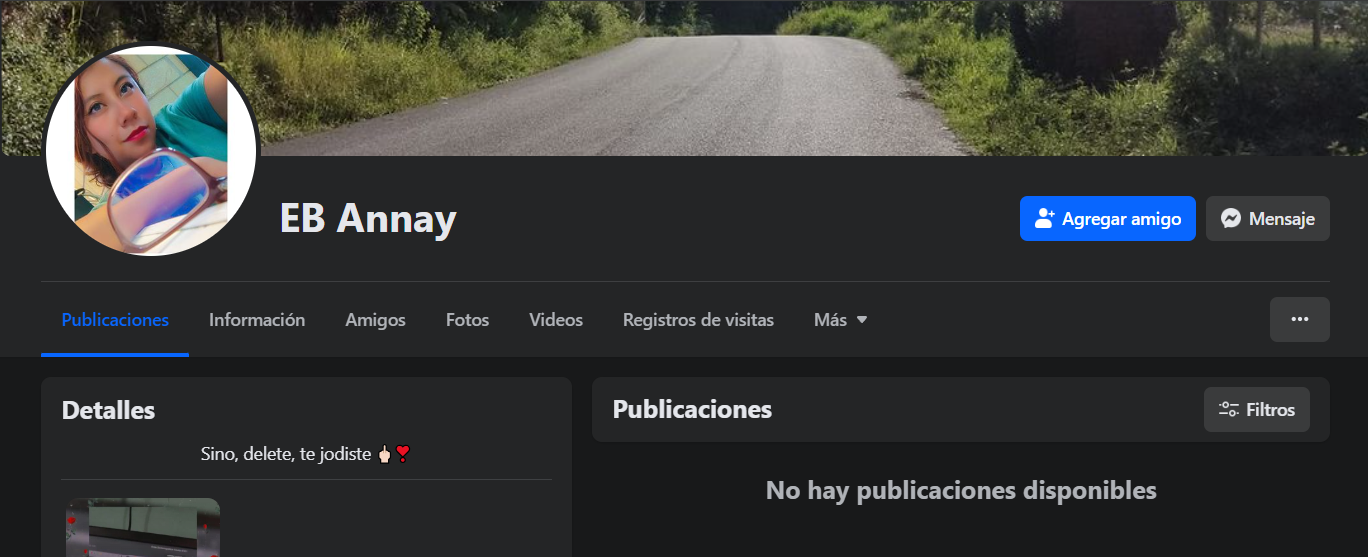 EB Annay
Agregar amigo
Mensaje
Publicaciones
Información
Amigos
Fotos
Videos
Registros de visitas
Más
Detalles
Sino, delete, te jodiste 🖕🏻❣️
Publicaciones
Filtros
No hay publicaciones disponibles